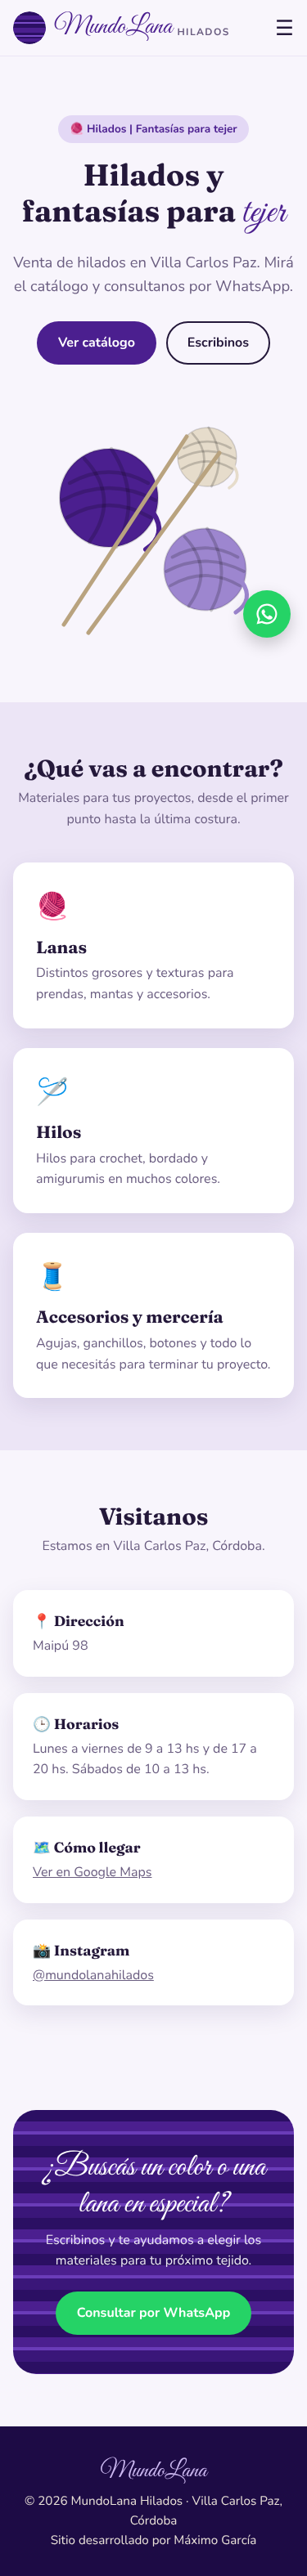 MundoLana HILADOS
Hilados | Fantasías para tejer
Hilados y
fantasías para tejer
Venta de hilados en Villa Carlos Paz. Mirá
el catálogo y consultanos por WhatsApp.
Ver catálogo
Escribinos
¿Qué vas a encontrar?
Materiales para tus proyectos, desde el primer
punto hasta la última costura.
Lanas
Distintos grosores y texturas para
prendas, mantas y accesorios.
Hilos
Hilos para crochet, bordado y
amigurumis en muchos colores.
Accesorios y mercería
Agujas, ganchillos, botones y todo lo
que necesitás para terminar tu proyecto.
Visitanos
Estamos en Villa Carlos Paz, Córdoba.
Dirección
Maipú 98
Horarios
Lunes a viernes de 9 a 13 hs y de 17 a
20 hs. Sábados de 10 a 13 hs.
Cómo llegar
Ver en Google Maps
Instagram
@mundolanahilados
¿Buscás un color o una
lana en especial?
Escribinos y te ayudamos a elegir los
materiales para tu próximo tejido.
Consultar por WhatsApp
MundoLana
© 2026 MundoLana Hilados · Villa Carlos Paz,
Córdoba
Sitio desarrollado por Máximo García